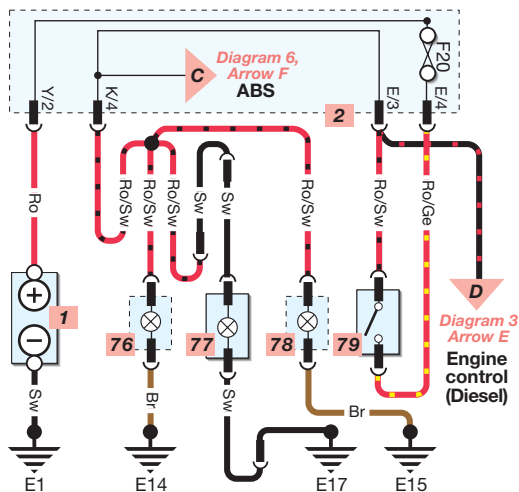 Diagram 6,
Arrow F
C
ABS
F20
Y/2
K/4
E/3
E/4
2
Ro
Ro/Sw
Ro/Sw
Ro/Sw
Sw
Sw
Ro/Sw
Ro/Sw
Ro/Ge
D
1
76
77
78
79
Diagram 3
Arrow E
Engine
control
(Diesel)
Sw
Br
Sw
Br
E1
E14
E17
E15